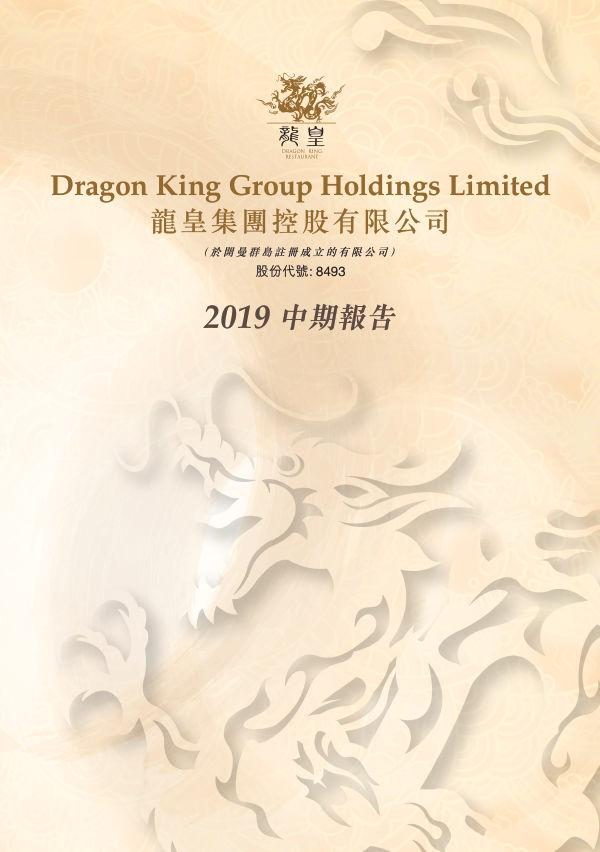 龍皇
DRAGON KING
RESTAURANT
Dragon King Group Holdings Limited
龍皇集團控股有限公司
(於開曼群島註冊成立的有限公司)
股份代號: 8493
2019 中期報告